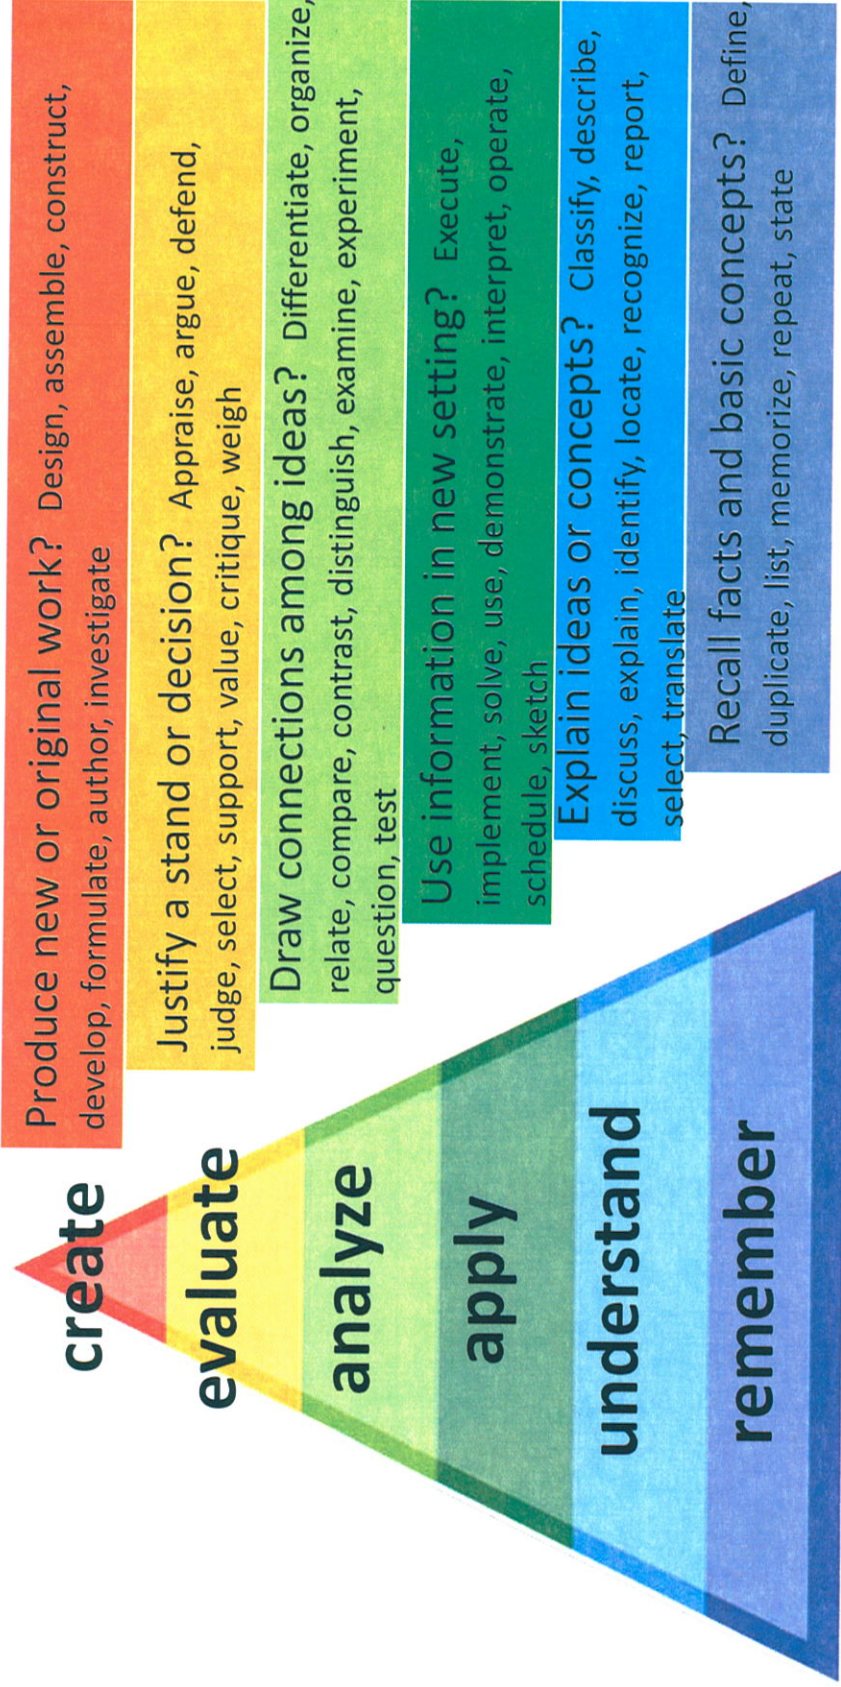 create
Produce new or original work? Design, assemble, construct,
develop, formulate, author, investigate
evaluate
Justify a stand or decision? Appraise, argue, defend,
judge, select, support, value, critique, weigh
analyze
Draw connections among ideas? Differentiate, organize,
relate, compare, contrast, distinguish, examine, experiment,
question, test
apply
Use information in new setting? Execute,
implement, solve, use, demonstrate, interpret, operate,
schedule, sketch
understand
Explain ideas or concepts? Classify, describe,
discuss, explain, identify, locate, recognize, report,
select, translate
remember
Recall facts and basic concepts? Define,
duplicate, list, memorize, repeat, state